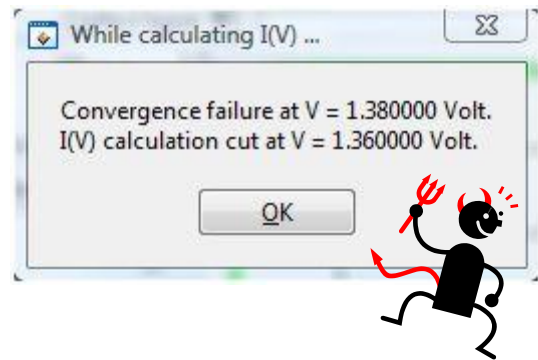 While calculating I(V) ...
Convergence failure at V = 1.380000 Volt.
I(V) calculation cut at V = 1.360000 Volt.
OK